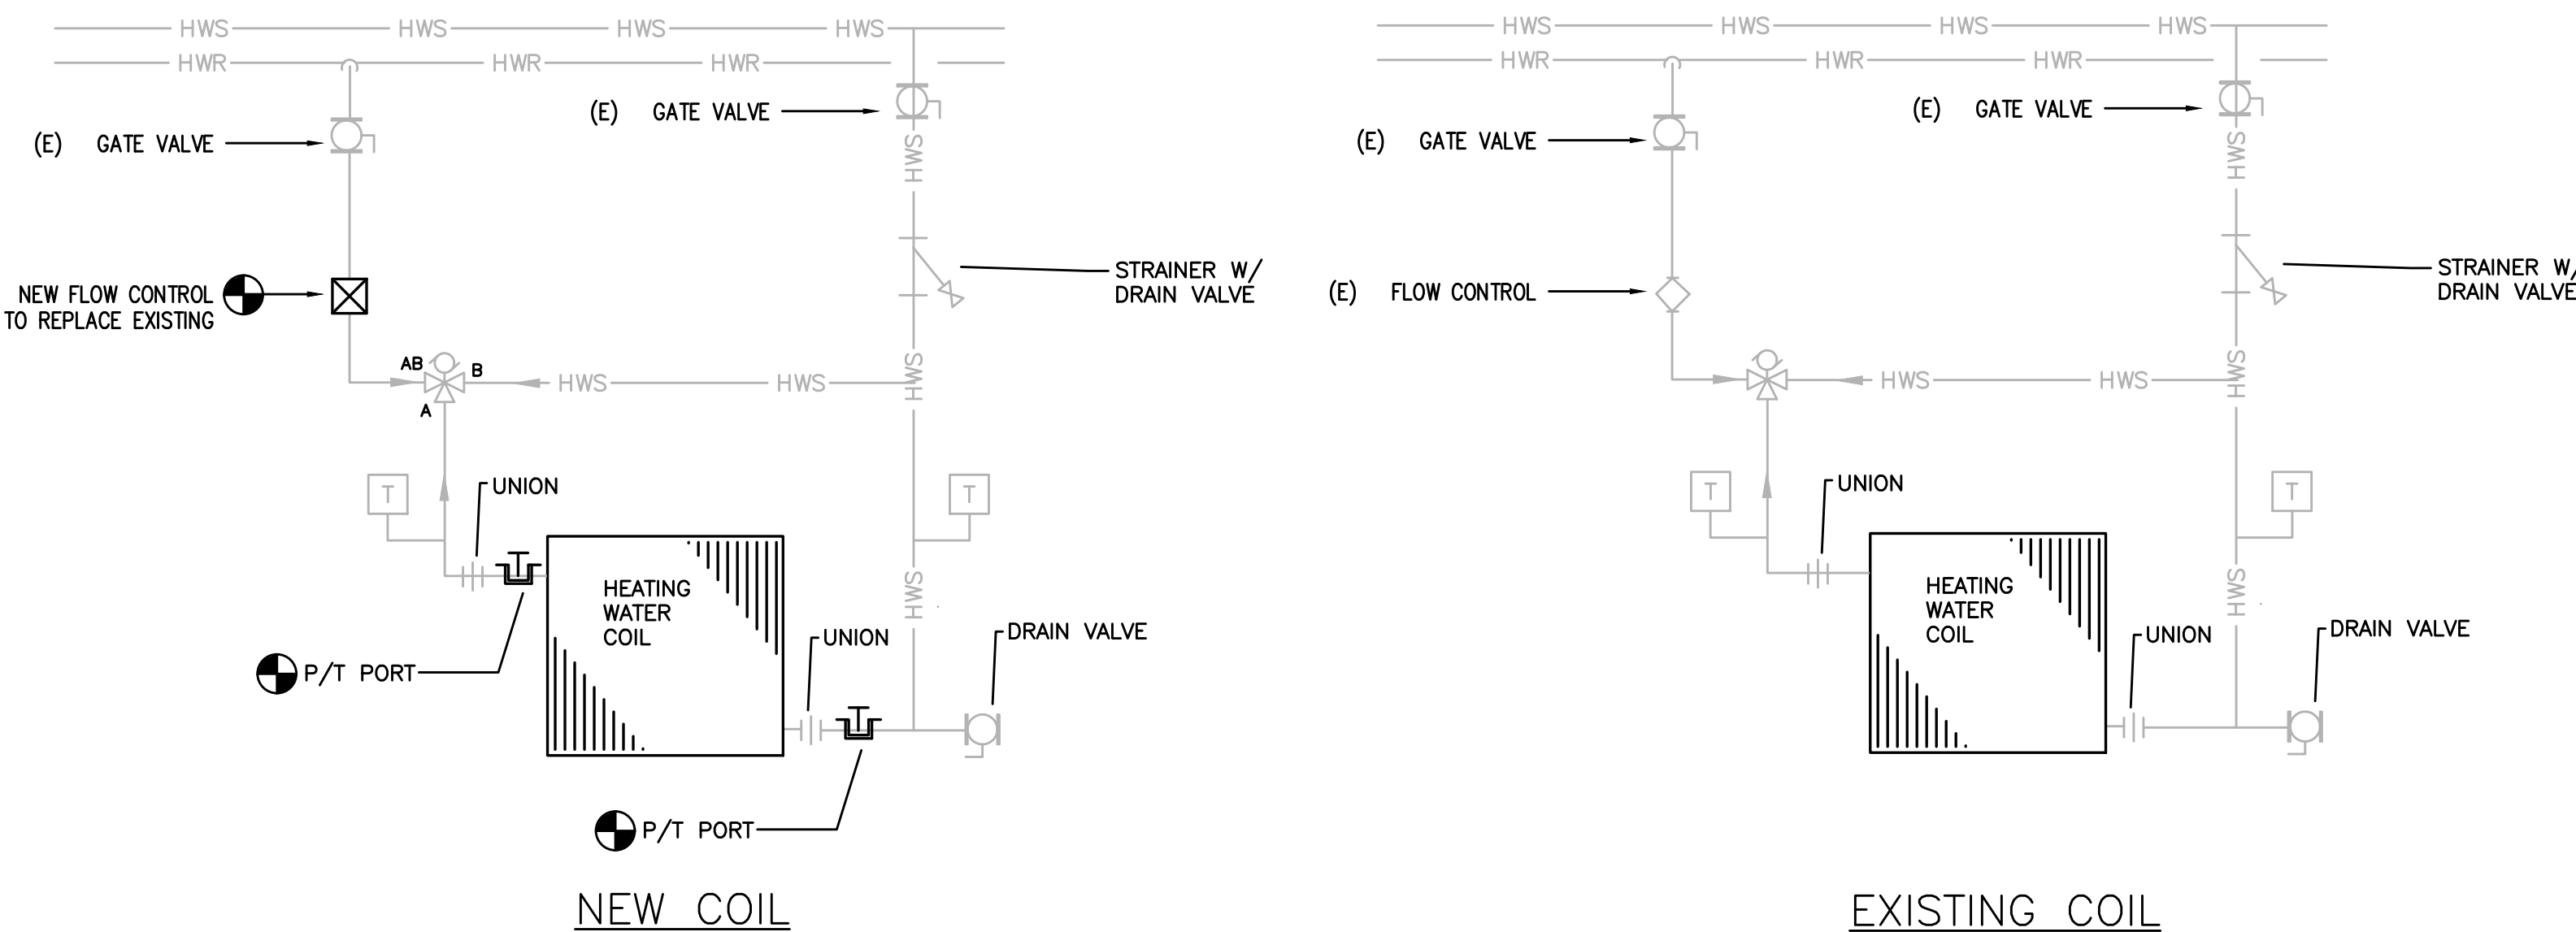 HWS HWS HWS HWS
HWR HWR HWR
(E) GATE VALVE
(E) GATE VALVE
HWS
STRAINER W/
DRAIN VALVE
NEW FLOW CONTROL
TO REPLACE EXISTING
AB
B
A
HWS HWS
HWS
T
T
UNION
HEATING
WATER
COIL
HWS
UNION
DRAIN VALVE
P/T PORT
P/T PORT
NEW COIL
HWS HWS HWS HWS
HWR HWR HWR
(E) GATE VALVE
(E) GATE VALVE
HWS
STRAINER W/
DRAIN VALVE
(E) FLOW CONTROL
HWS HWS
HWS
T
T
UNION
HEATING
WATER
COIL
HWS
UNION
DRAIN VALVE
EXISTING COIL